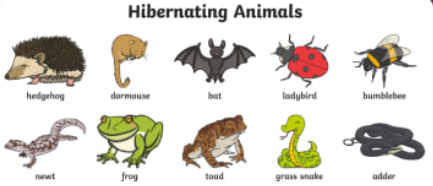 Hibernating Animals
hedgehog dormouse bat ladybird bumblebee
newt frog toad grass snake adder